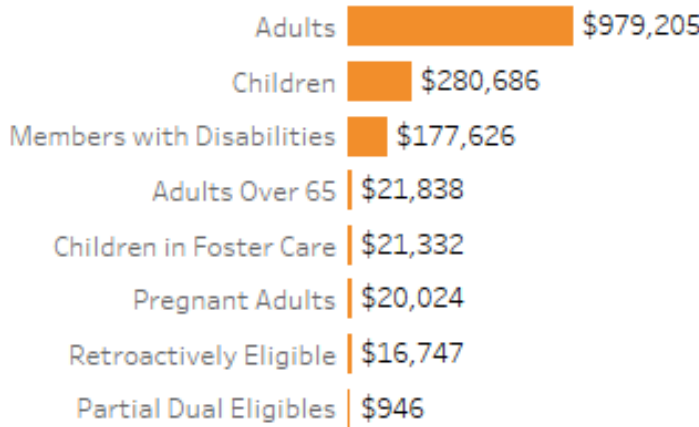 Adults $979,205
Children $280,686
Members with Disabilities $177,626
Adults Over 65 $21,838
Children in Foster Care $21,332
Pregnant Adults $20,024
Retroactively Eligible $16,747
Partial Dual Eligibles $946